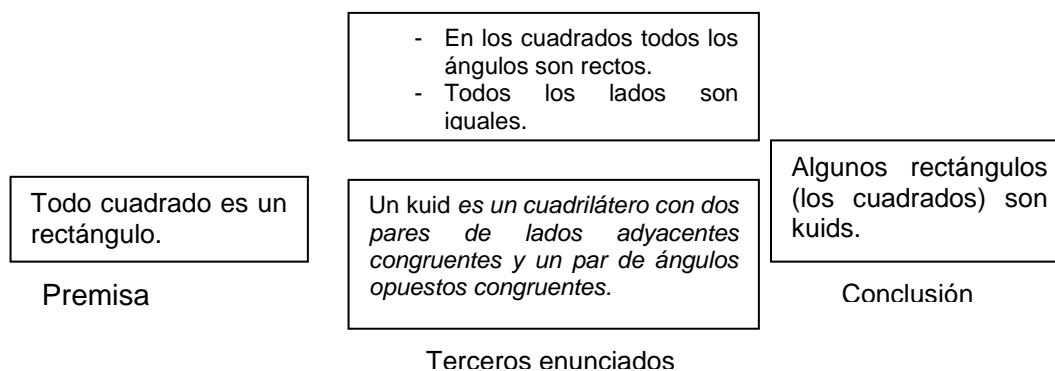 - En los cuadrados todos los
ángulos son rectos.
- Todos los lados son
iguales.
Todo cuadrado es un
rectángulo.
Premisa
Un kuid es un cuadrilátero con dos
pares de lados adyacentes
congruentes y un par de ángulos
opuestos congruentes.
Terceros enunciados
Algunos rectángulos
(los cuadrados) son
kuids.
Conclusión